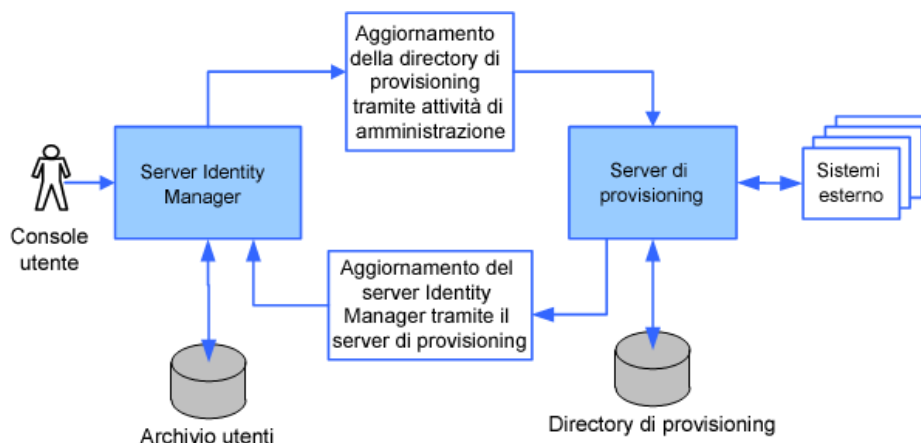 Aggiornamento
della directory di
provisioning
tramite attività di
amministrazione
Server Identity
Manager
Server di
provisioning
Sistemi
esterno
Console
utente
Aggiornamento del
server Identity
Manager tramite il
server di provisioning
Archivio utenti
Directory di provisioning